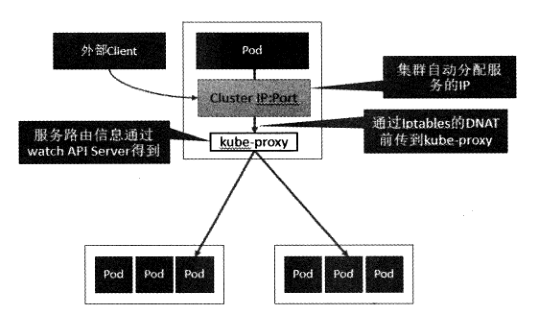 外部Client
Pod
集群自动分配服
务的IP
Cluster IP:Port
服务路由信息通过
watch API Server得到
通过Iptables的DNAT
前传到kube-proxy
kube-proxy
Pod Pod Pod
Pod Pod Pod